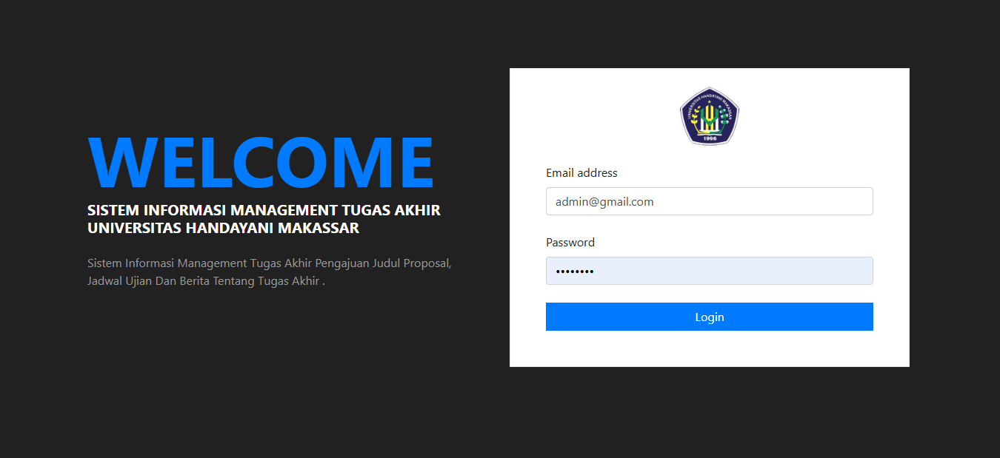 WELCOME
SISTEM INFORMASI MANAGEMENT TUGAS AKHIR
UNIVERSITAS HANDAYANI MAKASSAR
Sistem Informasi Management Tugas Akhir Pengajuan Judul Proposal,
Jadwal Ujian Dan Berita Tentang Tugas Akhir .
UNIVERSITAS HANDAYANI MAKASSAR
1996
Email address
admin@gmail.com
Password
••••••••
Login